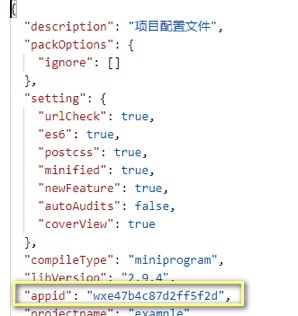 {
"description": "项目配置文件",
"packOptions": {
"ignore": []
},
"setting": {
"urlCheck": true,
"es6": true,
"postcss": true,
"minified": true,
"newFeature": true,
"autoAudits": false,
"coverView": true
},
"compileType": "miniprogram",
"libVersion": "2.9.4",
"appid": "wxe47b4c87d2ff5f2d",
"projectname": "example"